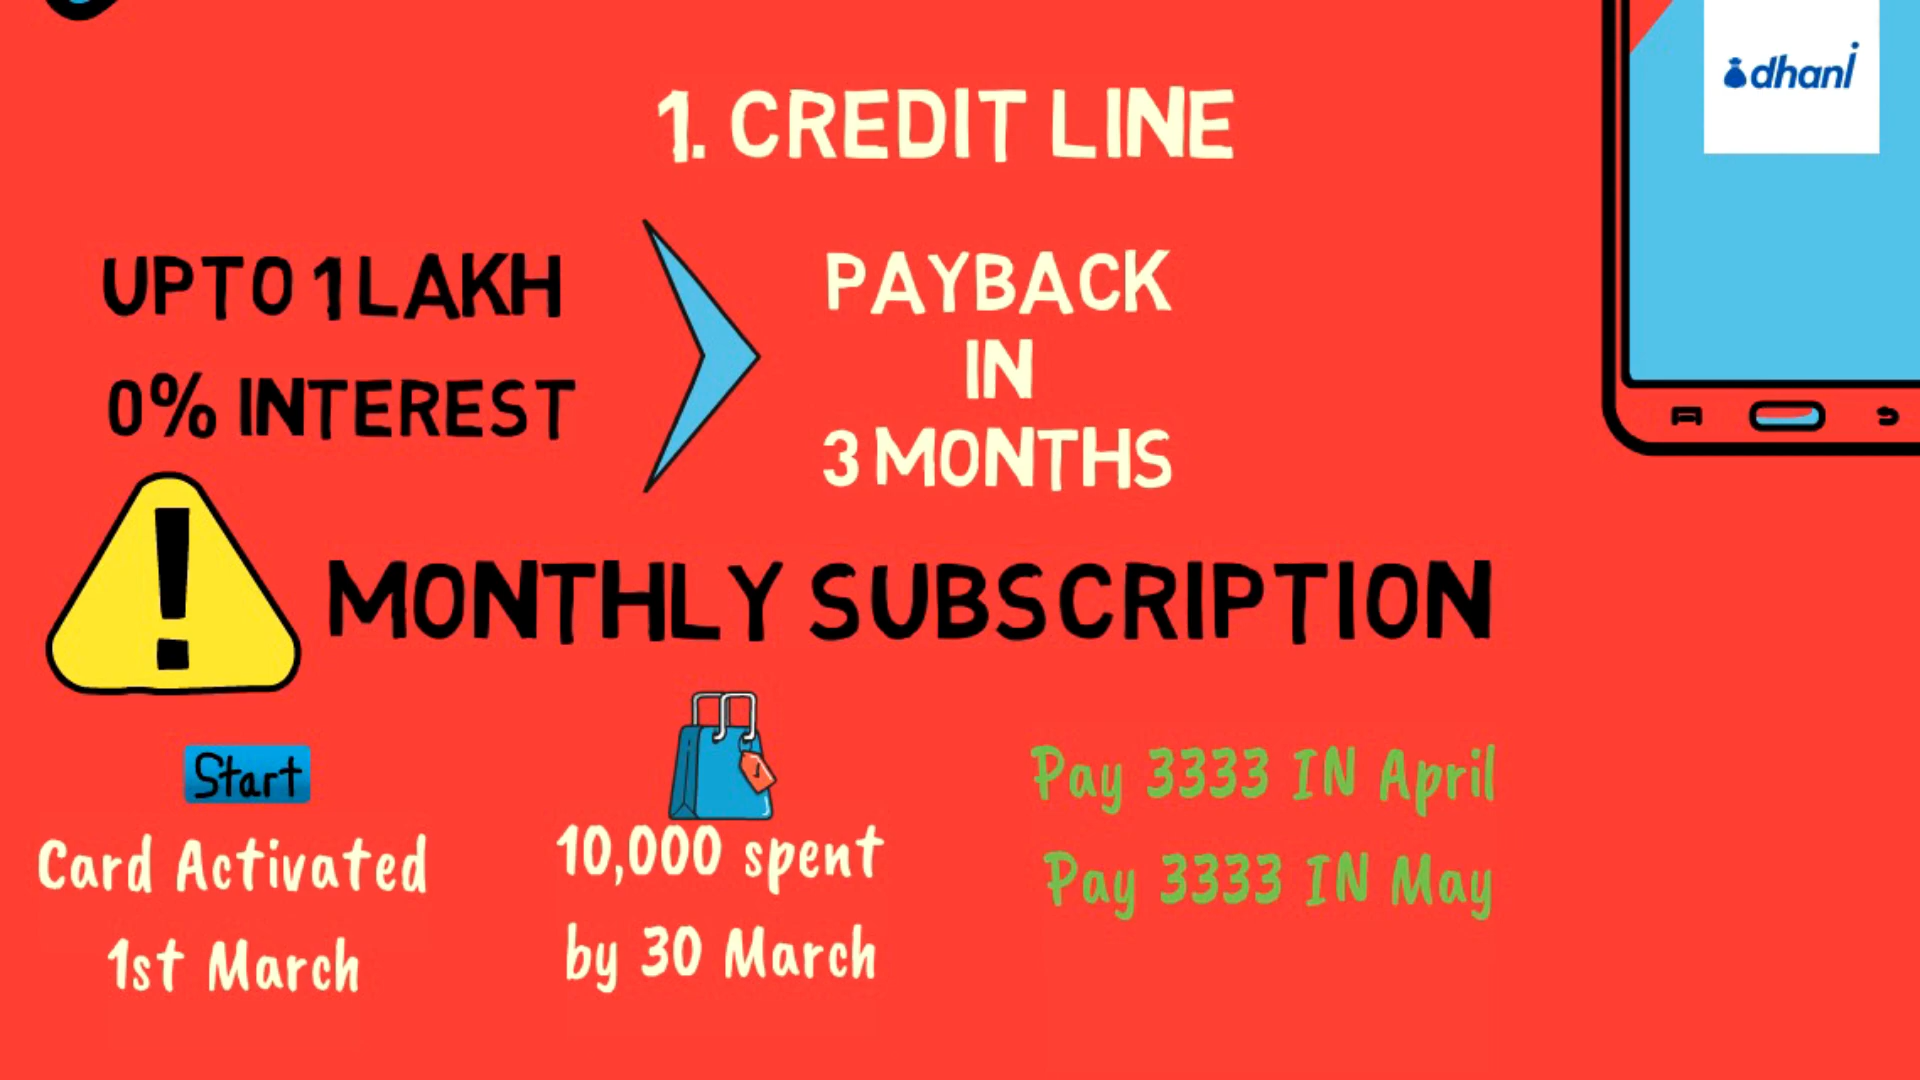 dhani
1. CREDIT LINE
UPTO 1 LAKH
0% INTEREST
PAYBACK
IN
3 MONTHS
MONTHLY SUBSCRIPTION
Start
Card Activated
1st March
10,000 spent
by 30 March
Pay 3333 IN April
Pay 3333 IN May